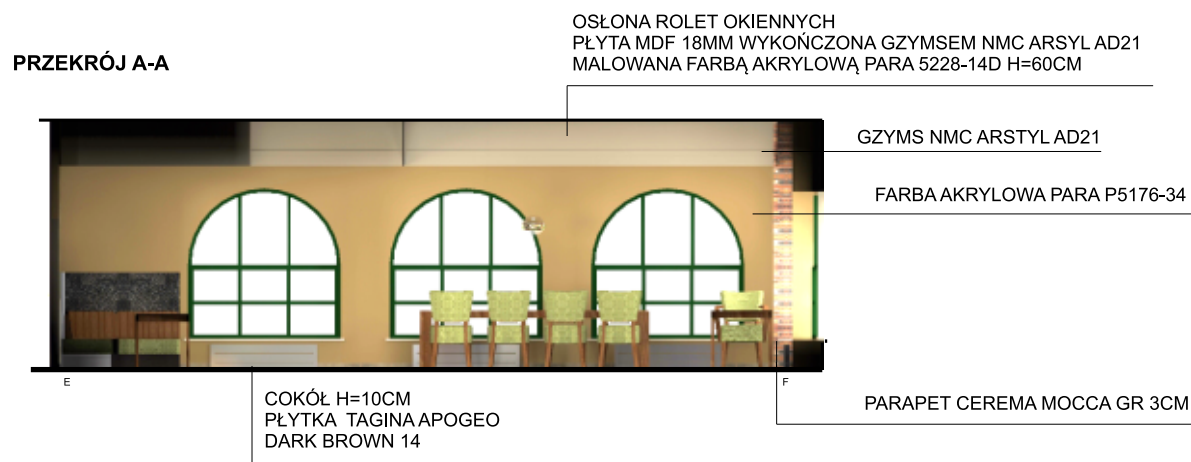 OSŁONA ROLET OKIENNYCH
PŁYTA MDF 18MM WYKOŃCZONA GZYMSEM NMC ARSYL AD21
MALOWANA FARBĄ AKRYLOWĄ PARA 5228-14D H=60CM
PRZEKRÓJ A-A
GZYMS NMC ARSTYL AD21
FARBA AKRYLOWA PARA P5176-34
E
F
COKÓŁ H=10CM
PŁYTKA TAGINA APOGEO
DARK BROWN 14
PARAPET CEREMA MOCCA GR 3CM